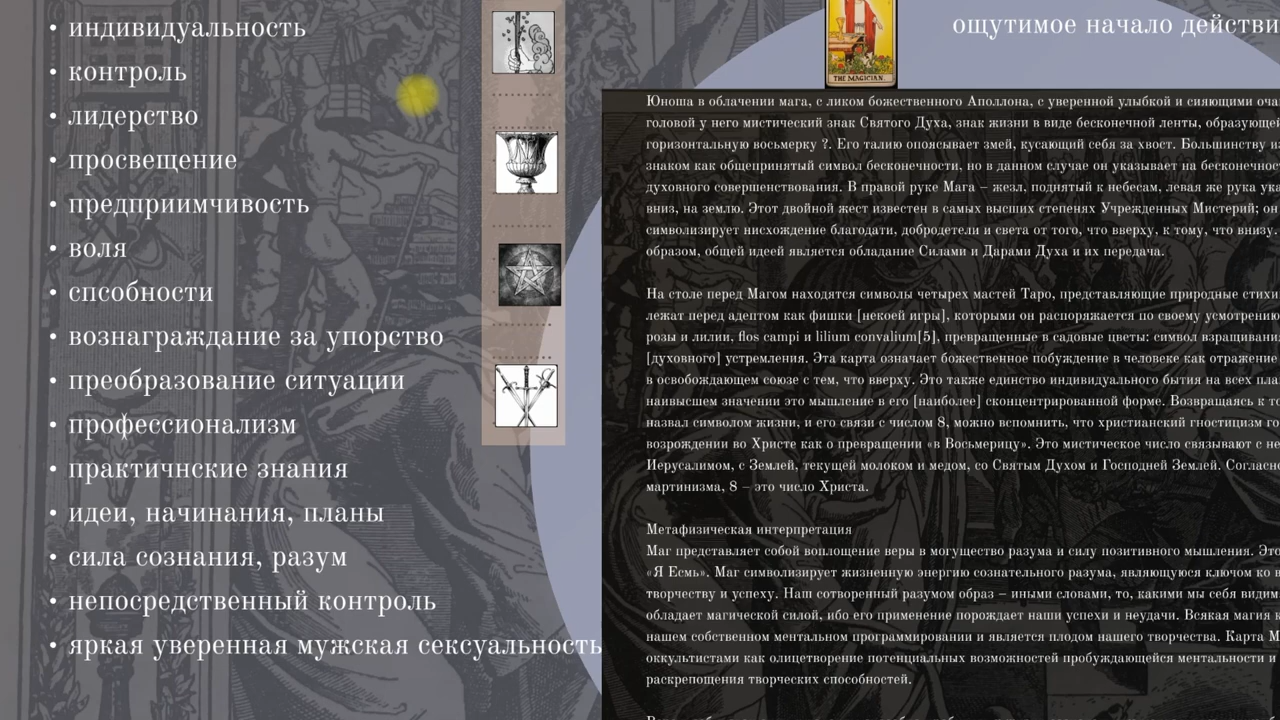 • индивидуальность
• контроль
• лидерство
• просвещение
• предприимчивость
• воля
• спсобности
• вознаграждание за упорство
• преобразование ситуации
• профессионализм
• практичнские знания
• идеи, начинания, планы
• сила сознания, разум
• непосредственный контроль
• яркая уверенная мужская сексуальность
THE MAGICIAN.
ощутимое начало действи
Юноша в облачении мага, с ликом божественного Аполлона, с уверенной улыбкой и сияющими оча
головой у него мистический знак Святого Духа, знак жизни в виде бесконечной ленты, образующей
горизонтальную восьмерку ?. Его талию опоясывает змей, кусающий себя за хвост. Большинству из
знаком как общепринятый символ бесконечности, но в данном случае он указывает на бесконечнос
духовного совершенствования. В правой руке Мага – жезл, поднятый к небесам, левая же рука ука
вниз, на землю. Этот двойной жест известен в самых высших степенях Учрежденных Мистерий; он
символизирует нисхождение благодати, добродетели и света от того, что вверху, к тому, что внизу.
образом, общей идеей является обладание Силами и Дарами Духа и их передача.
На столе перед Магом находятся символы четырех мастей Таро, представляющие природные стихи
лежат перед адептом как фишки [некоей игры], которыми он распоряжается по своему усмотрению
розы и лилии, flos campi и lilium convalium[5], превращенные в садовые цветы: символ взращивани
[духовного] устремления. Эта карта означает божественное побуждение в человеке как отражение
в освобождающем союзе с тем, что вверху. Это также единство индивидуального бытия на всех пла
наивысшем значении это мышление в его [наиболее] сконцентрированной форме. Возвращаясь к то
назвал символом жизни, и его связи с числом 8, можно вспомнить, что христианский гностицизм го
возрождении во Христе как о превращении «в Восьмерицу». Это мистическое число связывают с не
Иерусалимом, с Землей, текущей молоком и медом, со Святым Духом и Господней Землей. Согласно
мартинизма, 8 – это число Христа.
Метафизическая интерпретация
Маг представляет собой воплощение веры в могущество разума и силу позитивного мышления. Это
«Я Есмь». Маг символизирует жизненную энергию сознательного разума, являющуюся ключом ко в
творчеству и успеху. Наш сотворенный разумом образ – иными словами, то, какими мы себя видим
обладает магической силой, ибо его применение порождает наши успехи и неудачи. Всякая магия к
нашем собственном ментальном программировании и является плодом нашего творчества. Карта М
оккультистами как олицетворение потенциальных возможностей пробуждающейся ментальности и
раскрепощения творческих способностей.